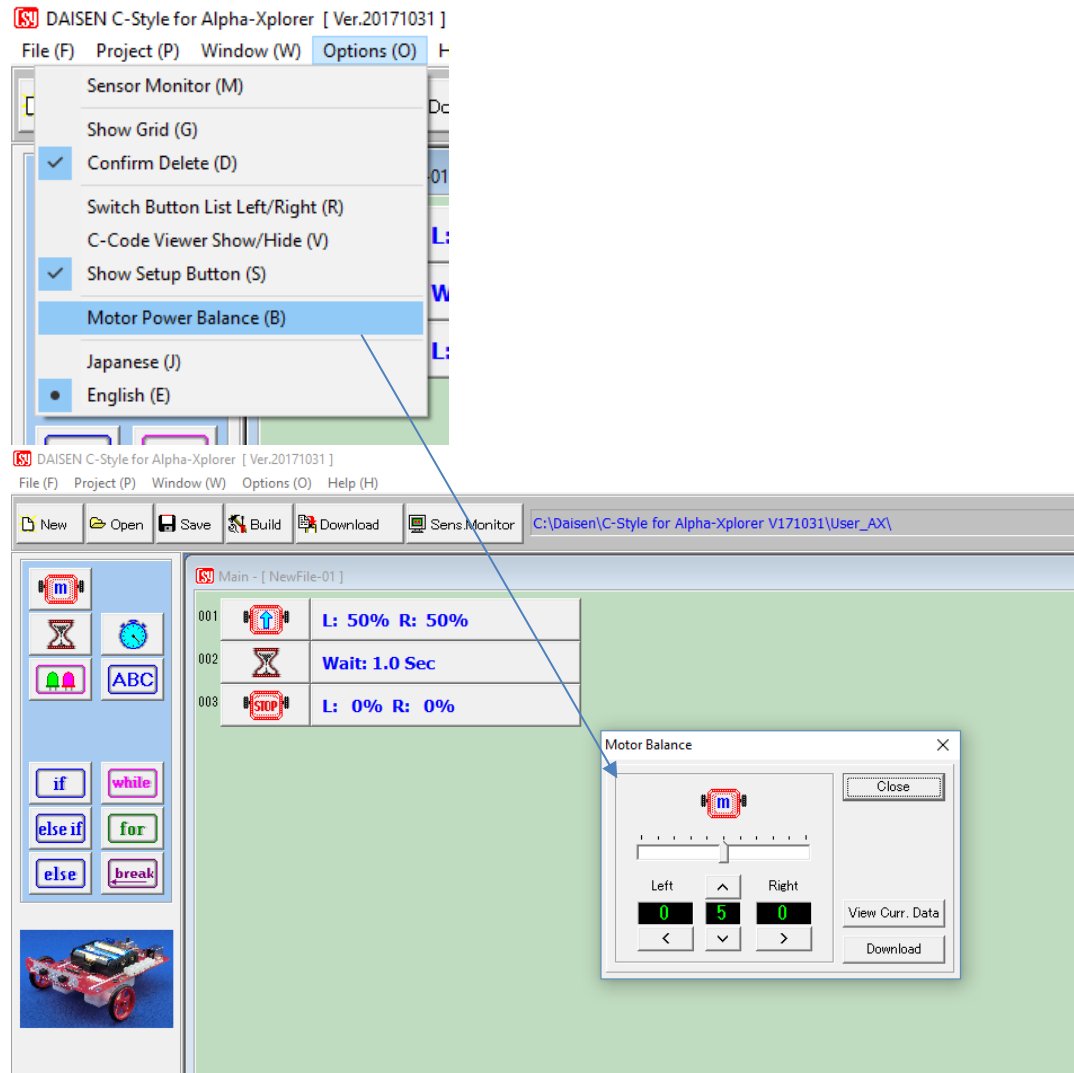 DAISEN C-Style for Alpha-Xplorer [ Ver.20171031 ]
File (F) Project (P) Window (W) Options (O) H
Sensor Monitor (M)
Show Grid (G)
Confirm Delete (D)
Switch Button List Left/Right (R)
C-Code Viewer Show/Hide (V)
Show Setup Button (S)
Motor Power Balance (B)
Japanese (J)
English (E)
Do
-01
L:
W
L:
DAISEN C-Style for Alpha-Xplorer [ Ver.20171031 ]
File (F) Project (P) Window (W) Options (O) Help (H)
New Open Save Build Download Sens.Monitor C:\Daisen\C-Style for Alpha-Xplorer V171031\User_AX\
Main - [ NewFile-01 ]
m
ABC
if while
else if for
else break
001 L: 50% R: 50%
002 Wait: 1.0 Sec
003 STOP L: 0% R: 0%
Motor Balance
m
Close
Left Right
0 5 0
View Curr. Data
Download